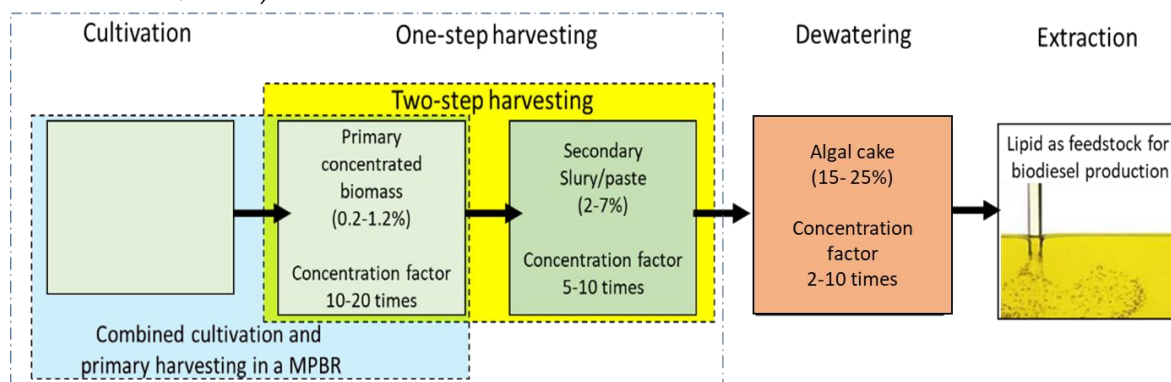 Cultivation
One-step harvesting
Dewatering
Extraction
Two-step harvesting
Primary
concentrated
biomass
(0.2-1.2%)
Concentration factor
10-20 times
Secondary
Slury/paste
(2-7%)
Concentration factor
5-10 times
Algal cake
(15- 25%)
Concentration
factor
2-10 times
Lipid as feedstock for
biodiesel production
Combined cultivation and
primary harvesting in a MPBR